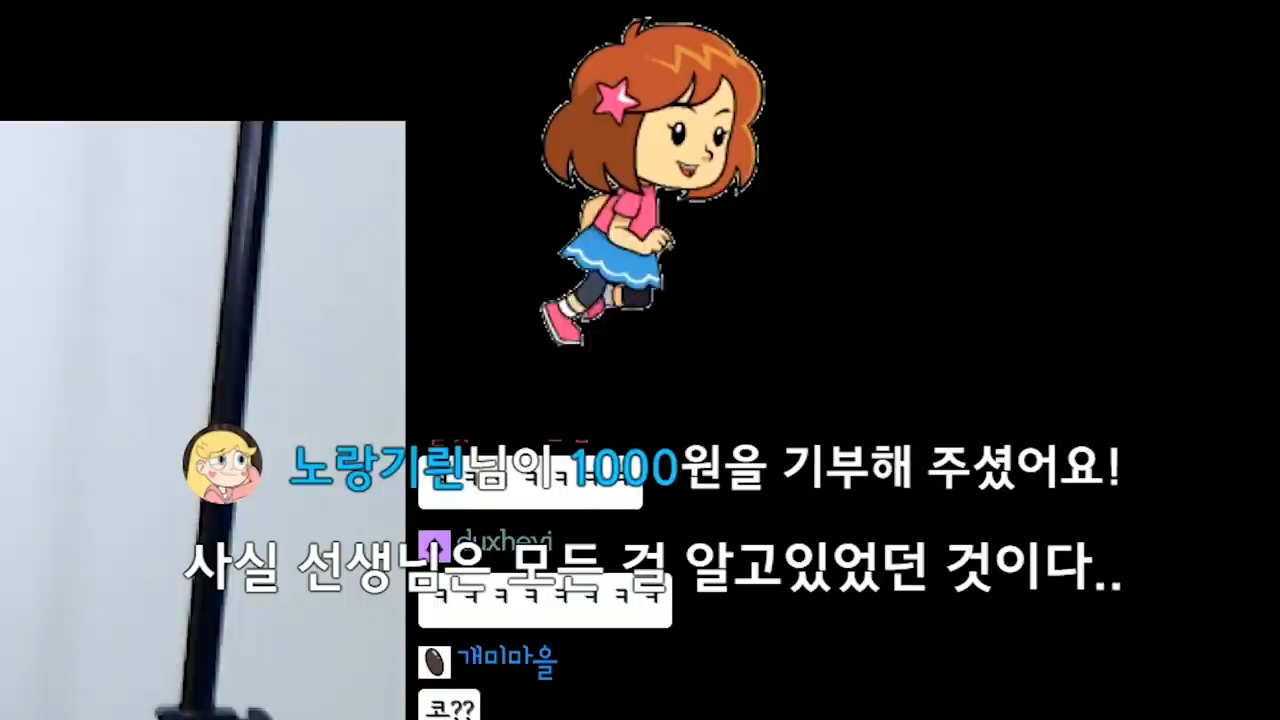 노랑기린님이 1000원을 기부해 주셨어요!
duxheyi
사실 선생님은 모든 걸 알고있었던 것이다..
ㅋㅋㅋㅋㅋㅋㅋㅋ
개미마을
코??